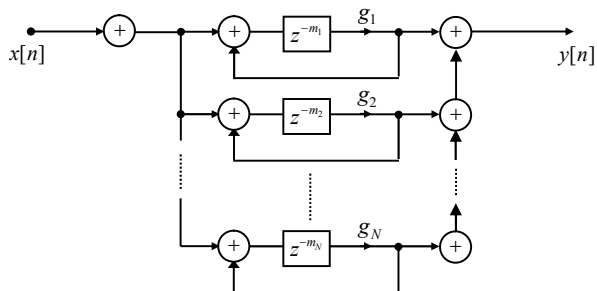 + + z^{-m_1} g_1 +
x[n] y[n]
+ z^{-m_2} g_2 +
+ z^{-m_N} g_N +